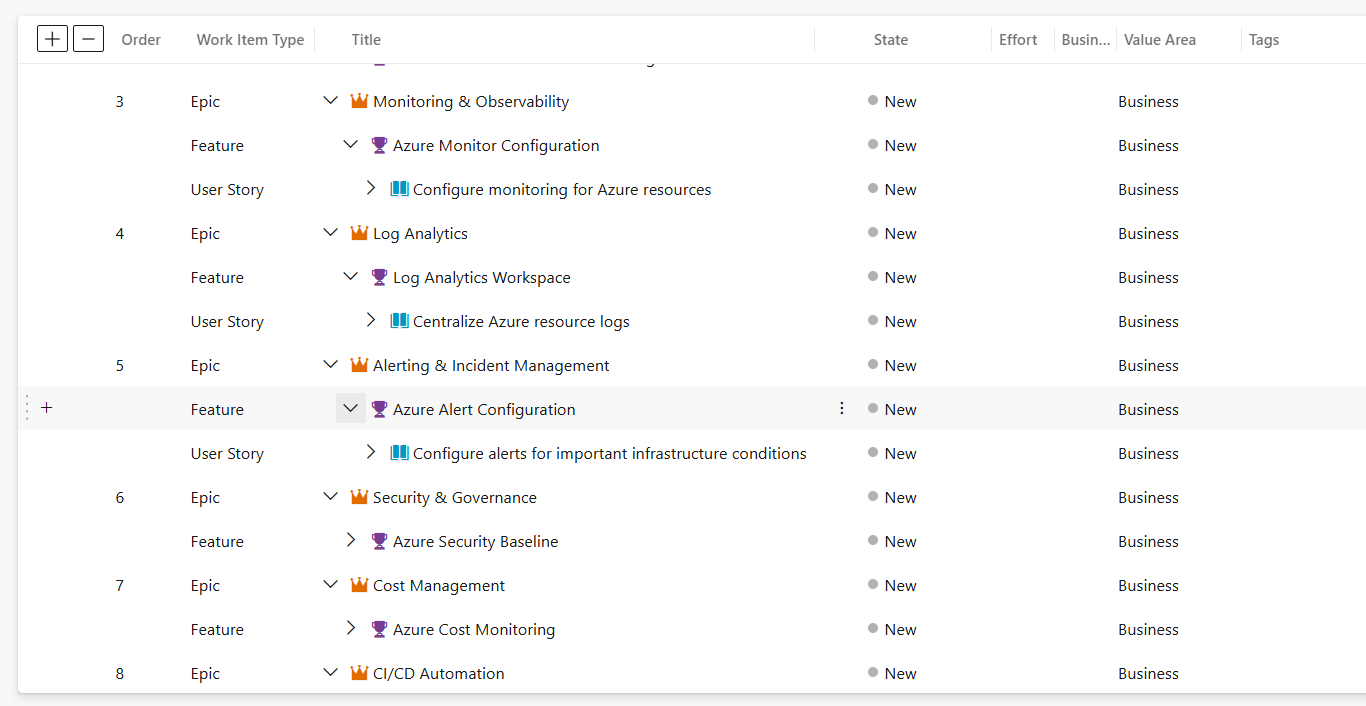 Order Work Item Type Title State Effort Busin... Value Area Tags
3 Epic Monitoring & Observability New Business
Feature Azure Monitor Configuration New Business
User Story Configure monitoring for Azure resources New Business
4 Epic Log Analytics New Business
Feature Log Analytics Workspace New Business
User Story Centralize Azure resource logs New Business
5 Epic Alerting & Incident Management New Business
Feature Azure Alert Configuration New Business
User Story Configure alerts for important infrastructure conditions New Business
6 Epic Security & Governance New Business
Feature Azure Security Baseline New Business
7 Epic Cost Management New Business
Feature Azure Cost Monitoring New Business
8 Epic CI/CD Automation New Business